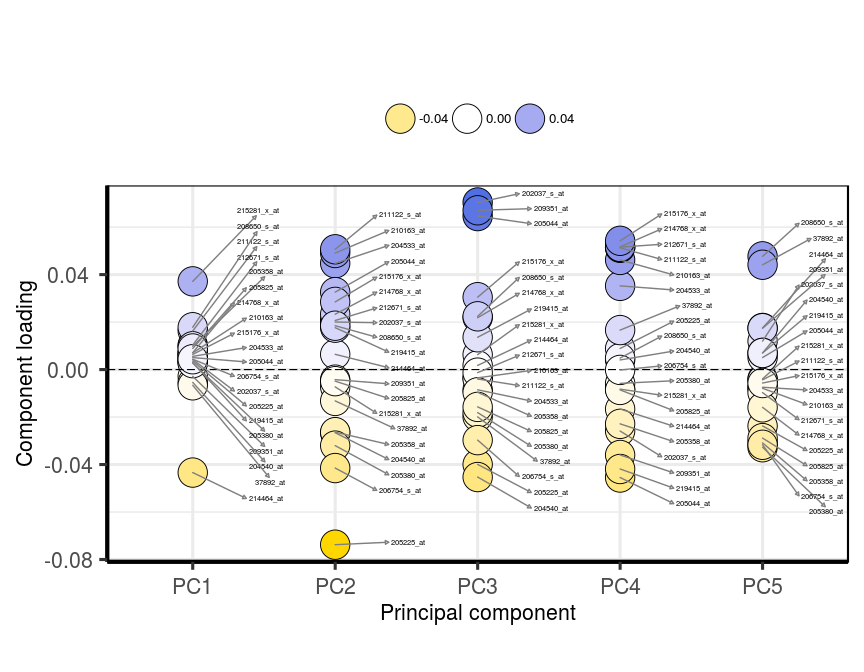 -0.04 0.00 0.04
Component loading
0.04
0.00
-0.04
-0.08
215281_x_at
208650_s_at
211122_s_at
212671_s_at
205358_at
205825_at
214768_x_at
210163_at
215176_x_at
204533_at
205044_at
206754_s_at
202037_s_at
205225_at
219415_at
205380_at
209351_at
204540_at
37892_at
214464_at
211122_s_at
210163_at
204533_at
205044_at
215176_x_at
214768_x_at
212671_s_at
202037_s_at
208650_s_at
219415_at
214464_at
209351_at
205825_at
215281_x_at
37892_at
205358_at
204540_at
205380_at
206754_s_at
205225_at
202037_s_at
209351_at
205044_at
215176_x_at
208650_s_at
214768_x_at
219415_at
215281_x_at
214464_at
212671_s_at
210163_at
211122_s_at
204533_at
205358_at
205825_at
205380_at
37892_at
206754_s_at
205225_at
204540_at
215176_x_at
214768_x_at
212671_s_at
211122_s_at
210163_at
204533_at
37892_at
205225_at
208650_s_at
204540_at
206754_s_at
205380_at
215281_x_at
205825_at
214464_at
205358_at
202037_s_at
209351_at
219415_at
205044_at
208650_s_at
37892_at
214464_at
209351_at
202037_s_at
204540_at
219415_at
205044_at
215281_x_at
211122_s_at
215176_x_at
204533_at
210163_at
212671_s_at
214768_x_at
205225_at
205825_at
205358_at
206754_s_at
205380_at
PC1 PC2 PC3 PC4 PC5
Principal component